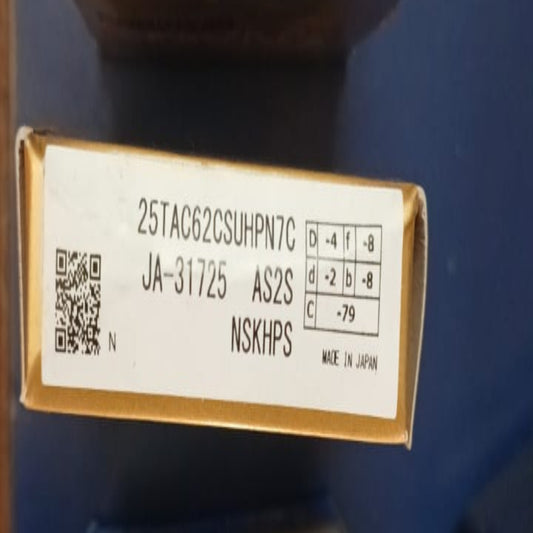 25TAC62CSUHPN7C
JA-31725 AS2S
NSKHPS
N
D -4 f -8
d -2 b -8
C -79
MADE IN JAPAN